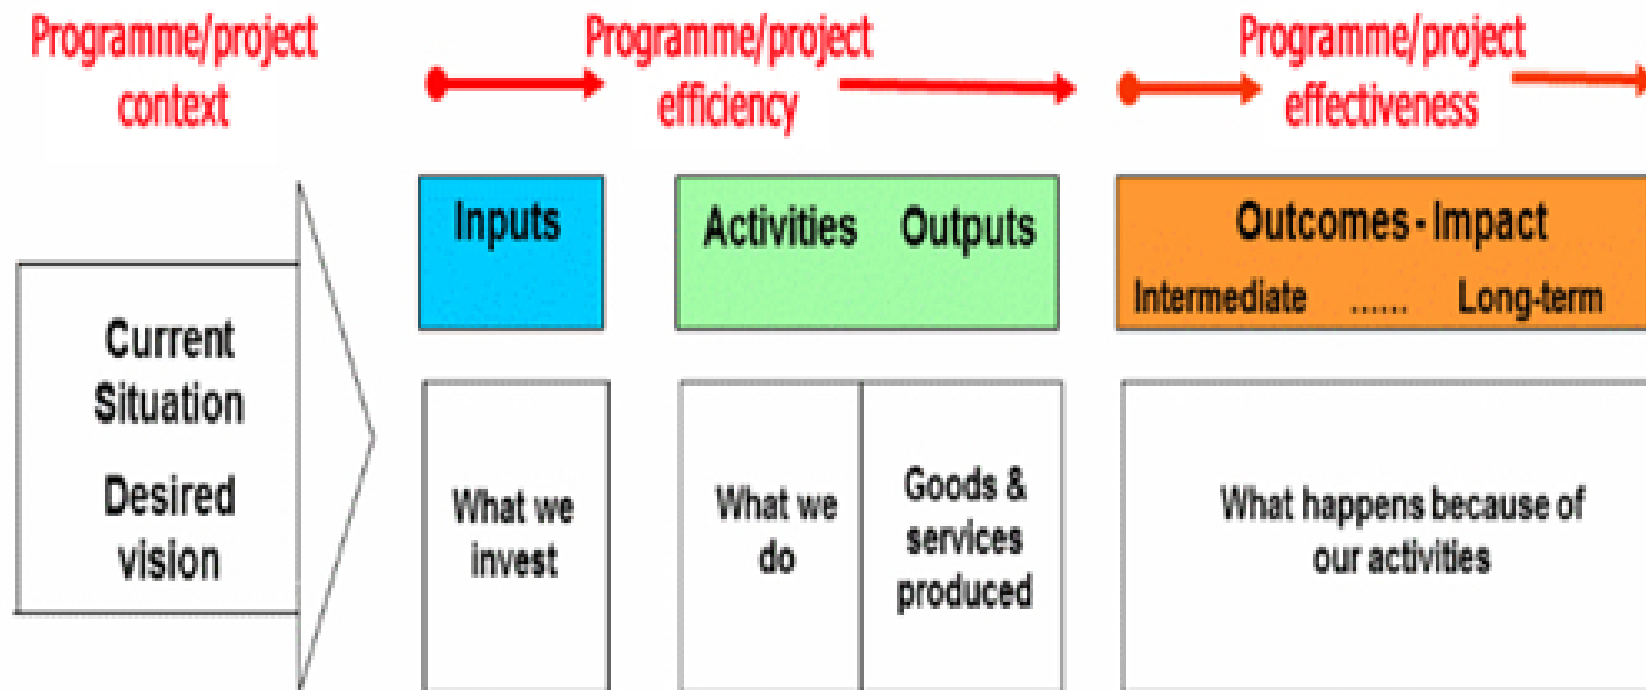 Programme/project
context
Programme/project
efficiency
Programme/project
effectiveness
Inputs
Activities Outputs
Outcomes - Impact
Intermediate ...... Long-term
Current
Situation
Desired
vision
What we
invest
What we
do
Goods &
services
produced
What happens because of
our activities